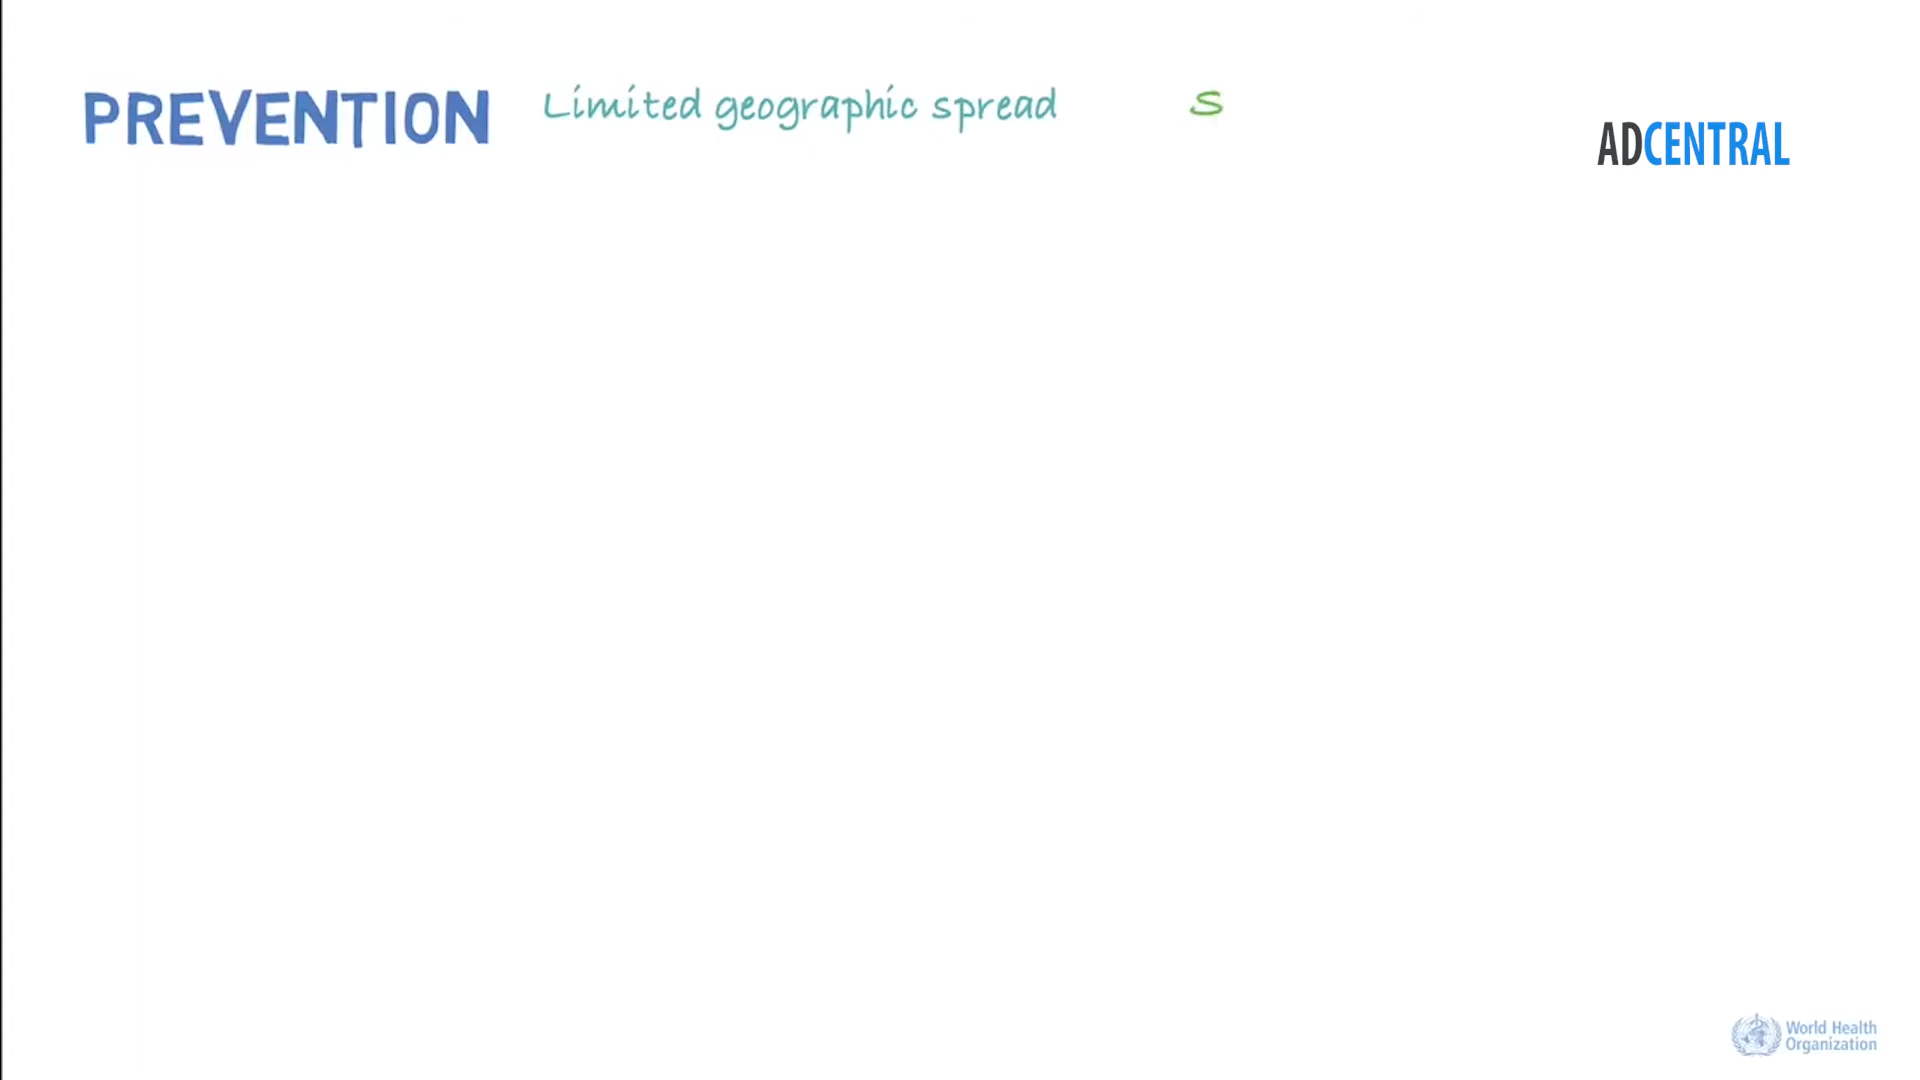 PREVENTION Limited geographic spread S
ADCENTRAL
World Health
Organization